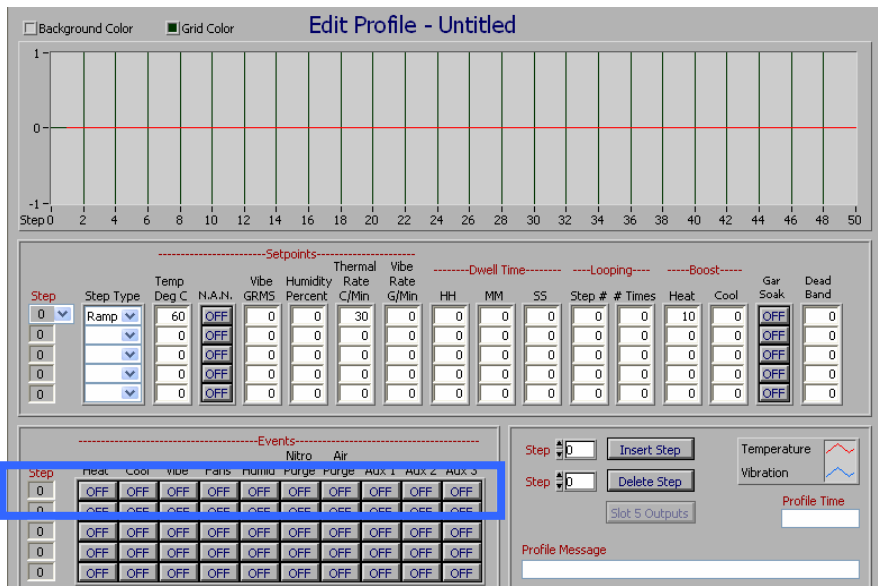 Edit Profile - Untitled
Background Color Grid Color
1
0
-1
Step 0 2 4 6 8 10 12 14 16 18 20 22 24 26 28 30 32 34 36 38 40 42 44 46 48 50
Setpoints
Dwell Time Looping Boost
Step Step Type Temp Deg C N.A.N. Vibe GRMS Humidity Percent Thermal Rate C/Min Vibe Rate G/Min HH MM SS Step # # Times Heat Cool Gar Soak Dead Band
0 Ramp 60 OFF 0 0 30 0 0 0 0 0 0 10 0 OFF 0
0 0 OFF 0 0 0 0 0 0 0 0 0 0 0 OFF 0
0 0 OFF 0 0 0 0 0 0 0 0 0 0 0 OFF 0
0 0 OFF 0 0 0 0 0 0 0 0 0 0 0 OFF 0
0 0 OFF 0 0 0 0 0 0 0 0 0 0 0 OFF 0
Events
Step Heat Cool Vibe Fans Humid Nitro Purge Air Purge Aux 1 Aux 2 Aux 3
0 OFF OFF OFF OFF OFF OFF OFF OFF OFF OFF
0 OFF OFF OFF OFF OFF OFF OFF OFF OFF OFF
0 OFF OFF OFF OFF OFF OFF OFF OFF OFF OFF
0 OFF OFF OFF OFF OFF OFF OFF OFF OFF OFF
0 OFF OFF OFF OFF OFF OFF OFF OFF OFF OFF
Step 0 Insert Step
Step 0 Delete Step
Slot 5 Outputs
Temperature
Vibration
Profile Time
Profile Message